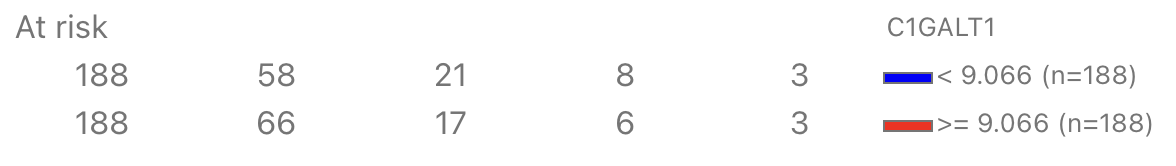 At risk C1GALT1
188 58 21 8 3 < 9.066 (n=188)
188 66 17 6 3 >= 9.066 (n=188)